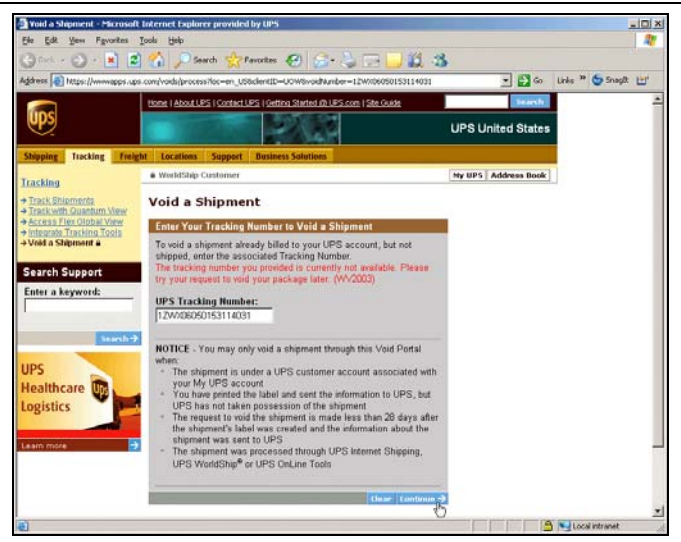 Void a Shipment - Microsoft Internet Explorer provided by UPS
File Edit View Favorites Tools Help
Back Search Favorites
Address https://wwwapps.ups.com/voids/process?loc=en_US&clientID=UOW&voidNumber=1ZWX06050153114031 Go Links » SnagIt
Home | About UPS | Contact UPS | Getting Started @ UPS.com | Site Guide Search
ups
UPS United States
Shipping Tracking Freight Locations Support Business Solutions
WorldShip Customer My UPS Address Book
Tracking
Track Shipments
Track with Quantum View
Access Flex Global View
Integrate Tracking Tools
Void a Shipment
Search Support
Enter a keyword:
Search
UPS
Healthcare
Logistics
ups
Learn more
Void a Shipment
Enter Your Tracking Number to Void a Shipment
To void a shipment already billed to your UPS account, but not
shipped, enter the associated Tracking Number.
The tracking number you provided is currently not available. Please
try your request to void your package later. (WV2003)
UPS Tracking Number:
1ZWX06050153114031
NOTICE - You may only void a shipment through this Void Portal
when:
The shipment is under a UPS customer account associated with
your My UPS account
You have printed the label and sent the information to UPS, but
UPS has not taken possession of the shipment
The request to void the shipment is made less than 28 days after
the shipment's label was created and the information about the
shipment was sent to UPS
The shipment was processed through UPS Internet Shipping,
UPS WorldShip® or UPS OnLine Tools
Clear Continue
Local intranet